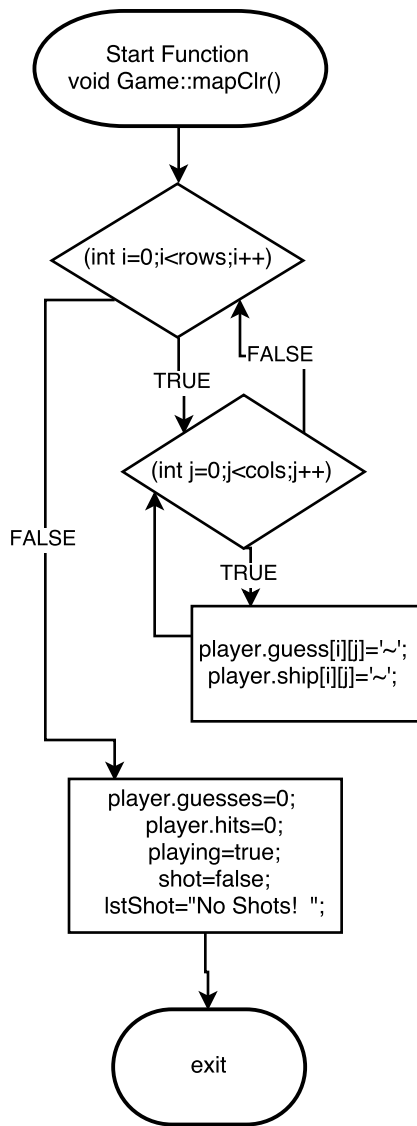 Start Function
void Game::mapClr()
(int i=0;i<rows;i++)
FALSE
TRUE
(int j=0;j<cols;j++)
FALSE
TRUE
player.guess[i][j]='~';
player.ship[i][j]='~';
player.guesses=0;
player.hits=0;
playing=true;
shot=false;
lstShot="No Shots!  ";
exit